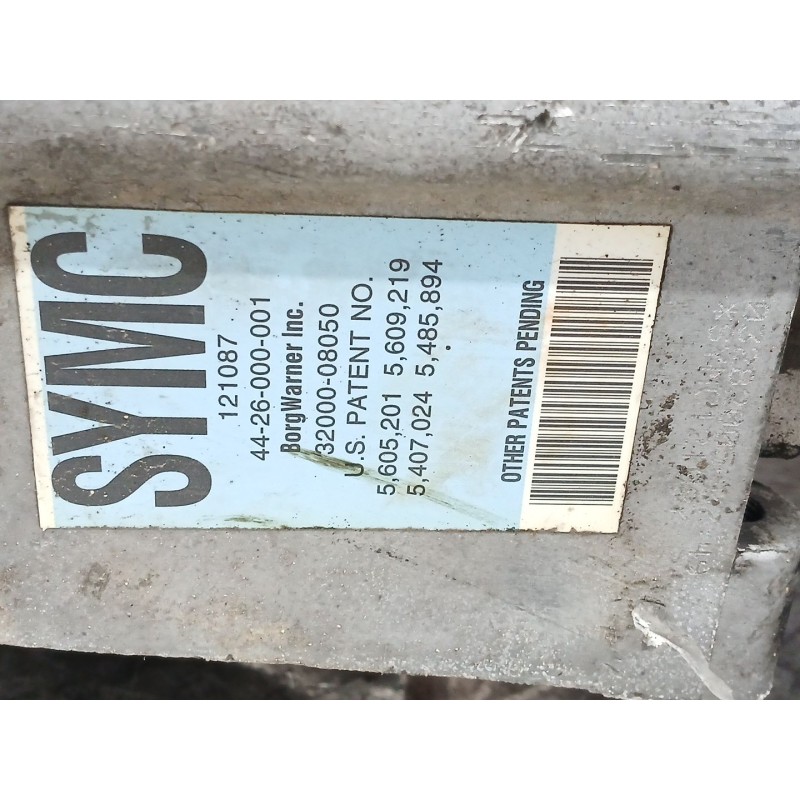 SYMC
121087
44-26-000-001
BorgWarner Inc.
32000-08050
U.S. PATENT NO.
5,605,201 5,609,219
5,407,024 5,485,894
OTHER PATENTS PENDING